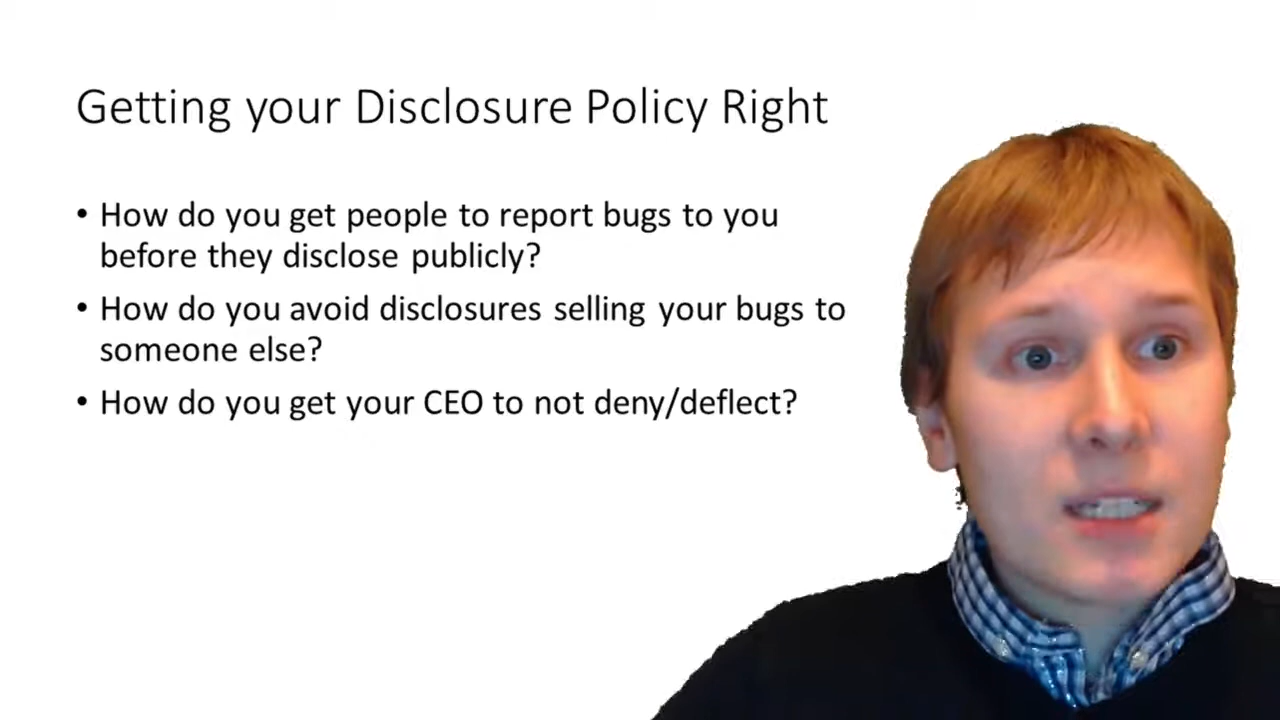 Getting your Disclosure Policy Right
• How do you get people to report bugs to you
before they disclose publicly?
• How do you avoid disclosures selling your bugs to
someone else?
• How do you get your CEO to not deny/deflect?